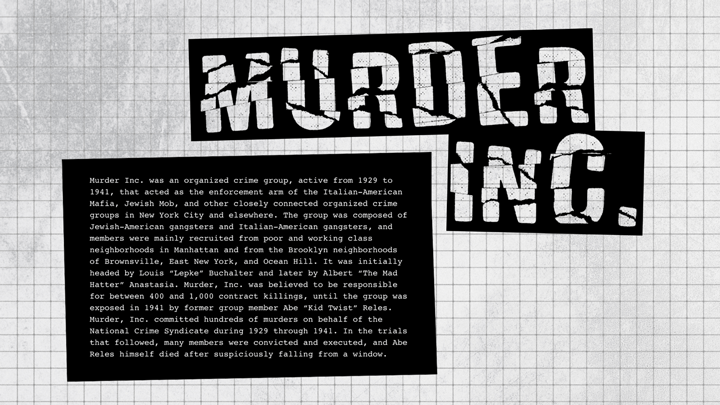 MURDER
INC.
Murder Inc. was an organized crime group, active from 1929 to
1941, that acted as the enforcement arm of the Italian-American
Mafia, Jewish Mob, and other closely connected organized crime
groups in New York City and elsewhere. The group was composed of
Jewish-American gangsters and Italian-American gangsters, and
members were mainly recruited from poor and working class
neighborhoods in Manhattan and from the Brooklyn neighborhoods
of Brownsville, East New York, and Ocean Hill. It was initially
headed by Louis “Lepke” Buchalter and later by Albert “The Mad
Hatter” Anastasia. Murder, Inc. was believed to be responsible
for between 400 and 1,000 contract killings, until the group was
exposed in 1941 by former group member Abe “Kid Twist” Reles.
Murder, Inc. committed hundreds of murders on behalf of the
National Crime Syndicate during 1929 through 1941. In the trials
that followed, many members were convicted and executed, and Abe
Reles himself died after suspiciously falling from a window.